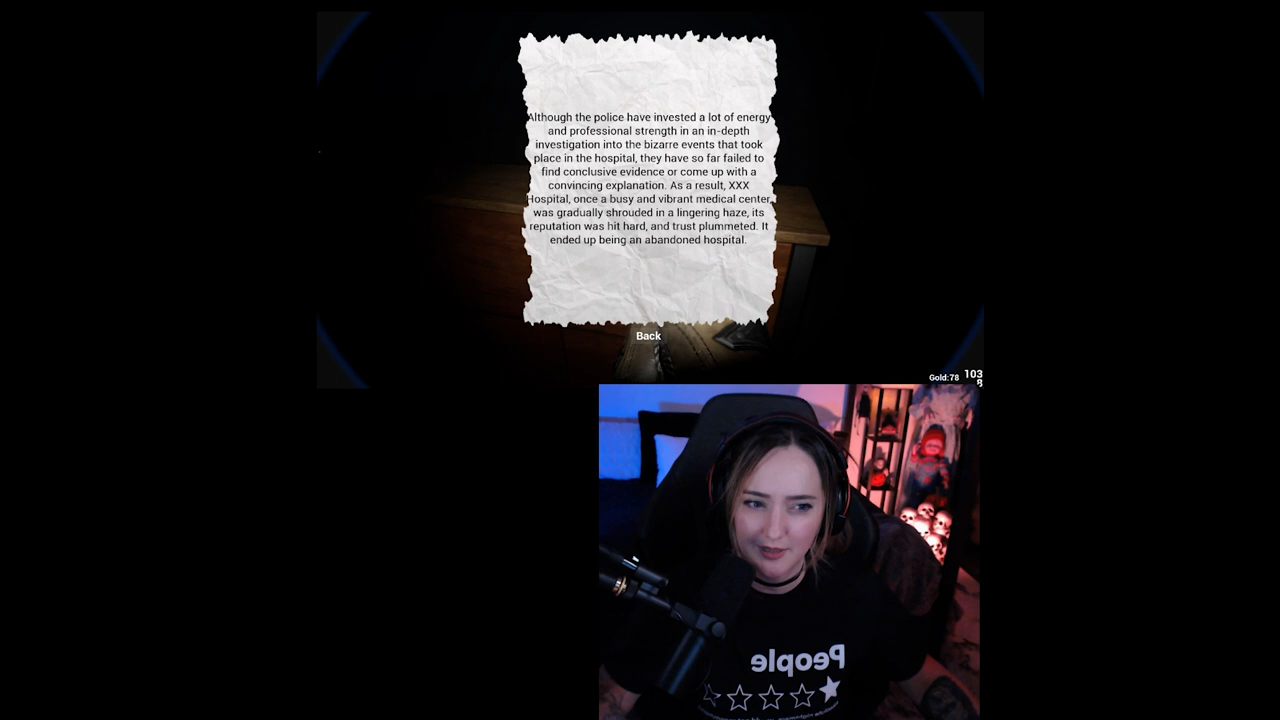 Although the police have invested a lot of energy
and professional strength in an in-depth
investigation into the bizarre events that took
place in the hospital, they have so far failed to
find conclusive evidence or come up with a
convincing explanation. As a result, XXX
Hospital, once a busy and vibrant medical center,
was gradually shrouded in a lingering haze, its
reputation was hit hard, and trust plummeted. It
ended up being an abandoned hospital.
Back
Gold:78
103
8
People